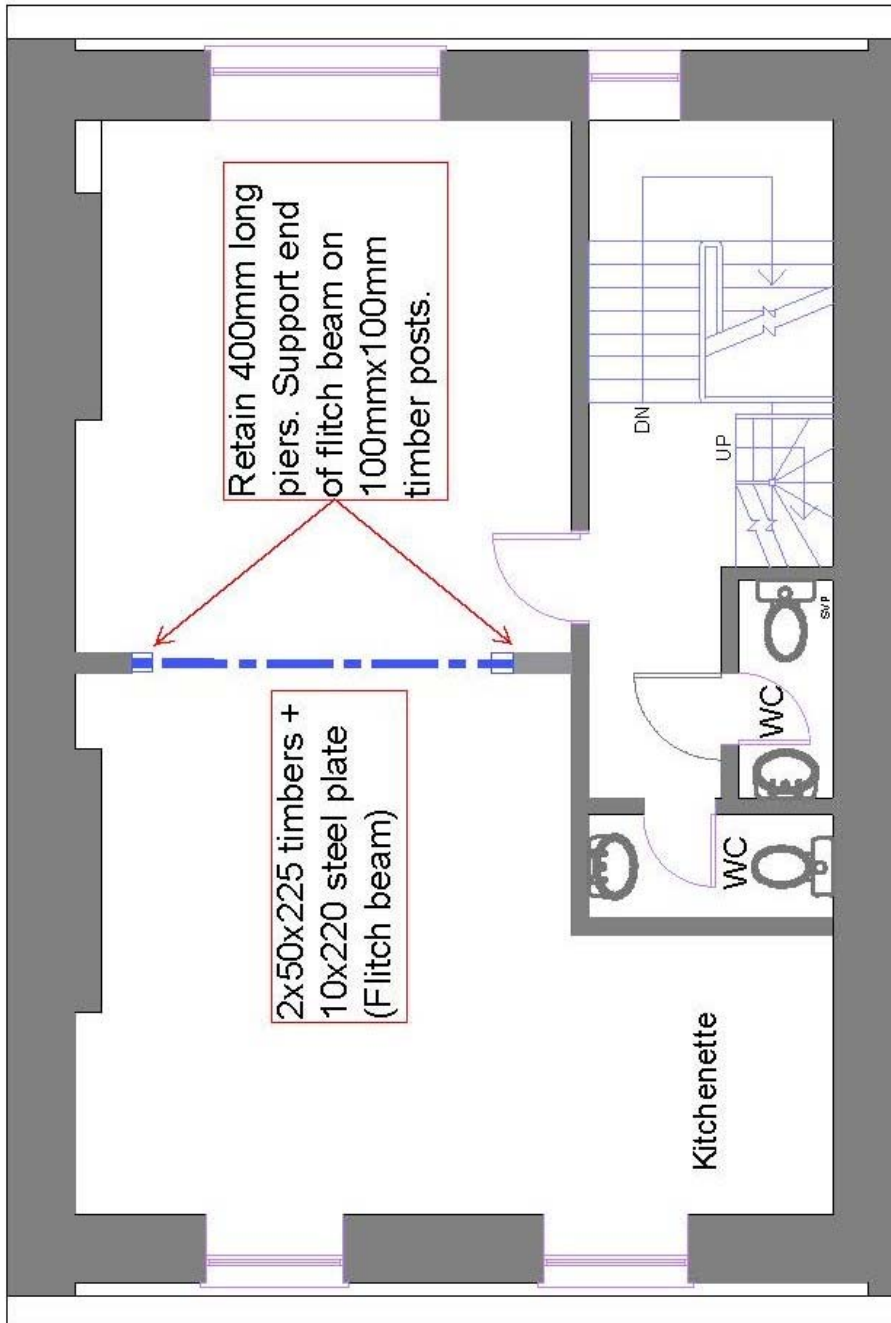 Retain 400mm long
piers. Support end
of flitch beam on
100mmx100mm
timber posts.
2x50x225 timbers +
10x220 steel plate
(Flitch beam)
DN
UP
WC
SVP
WC
Kitchenette